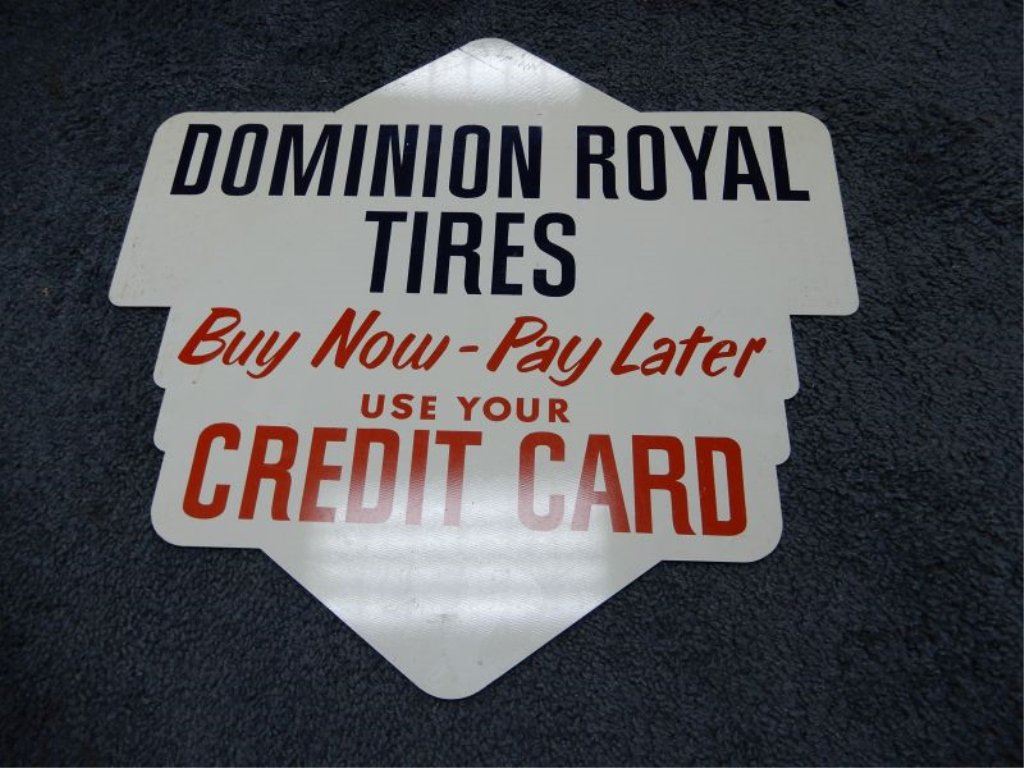 DOMINION ROYAL
TIRES
Buy Now - Pay Later
USE YOUR
CREDIT CARD